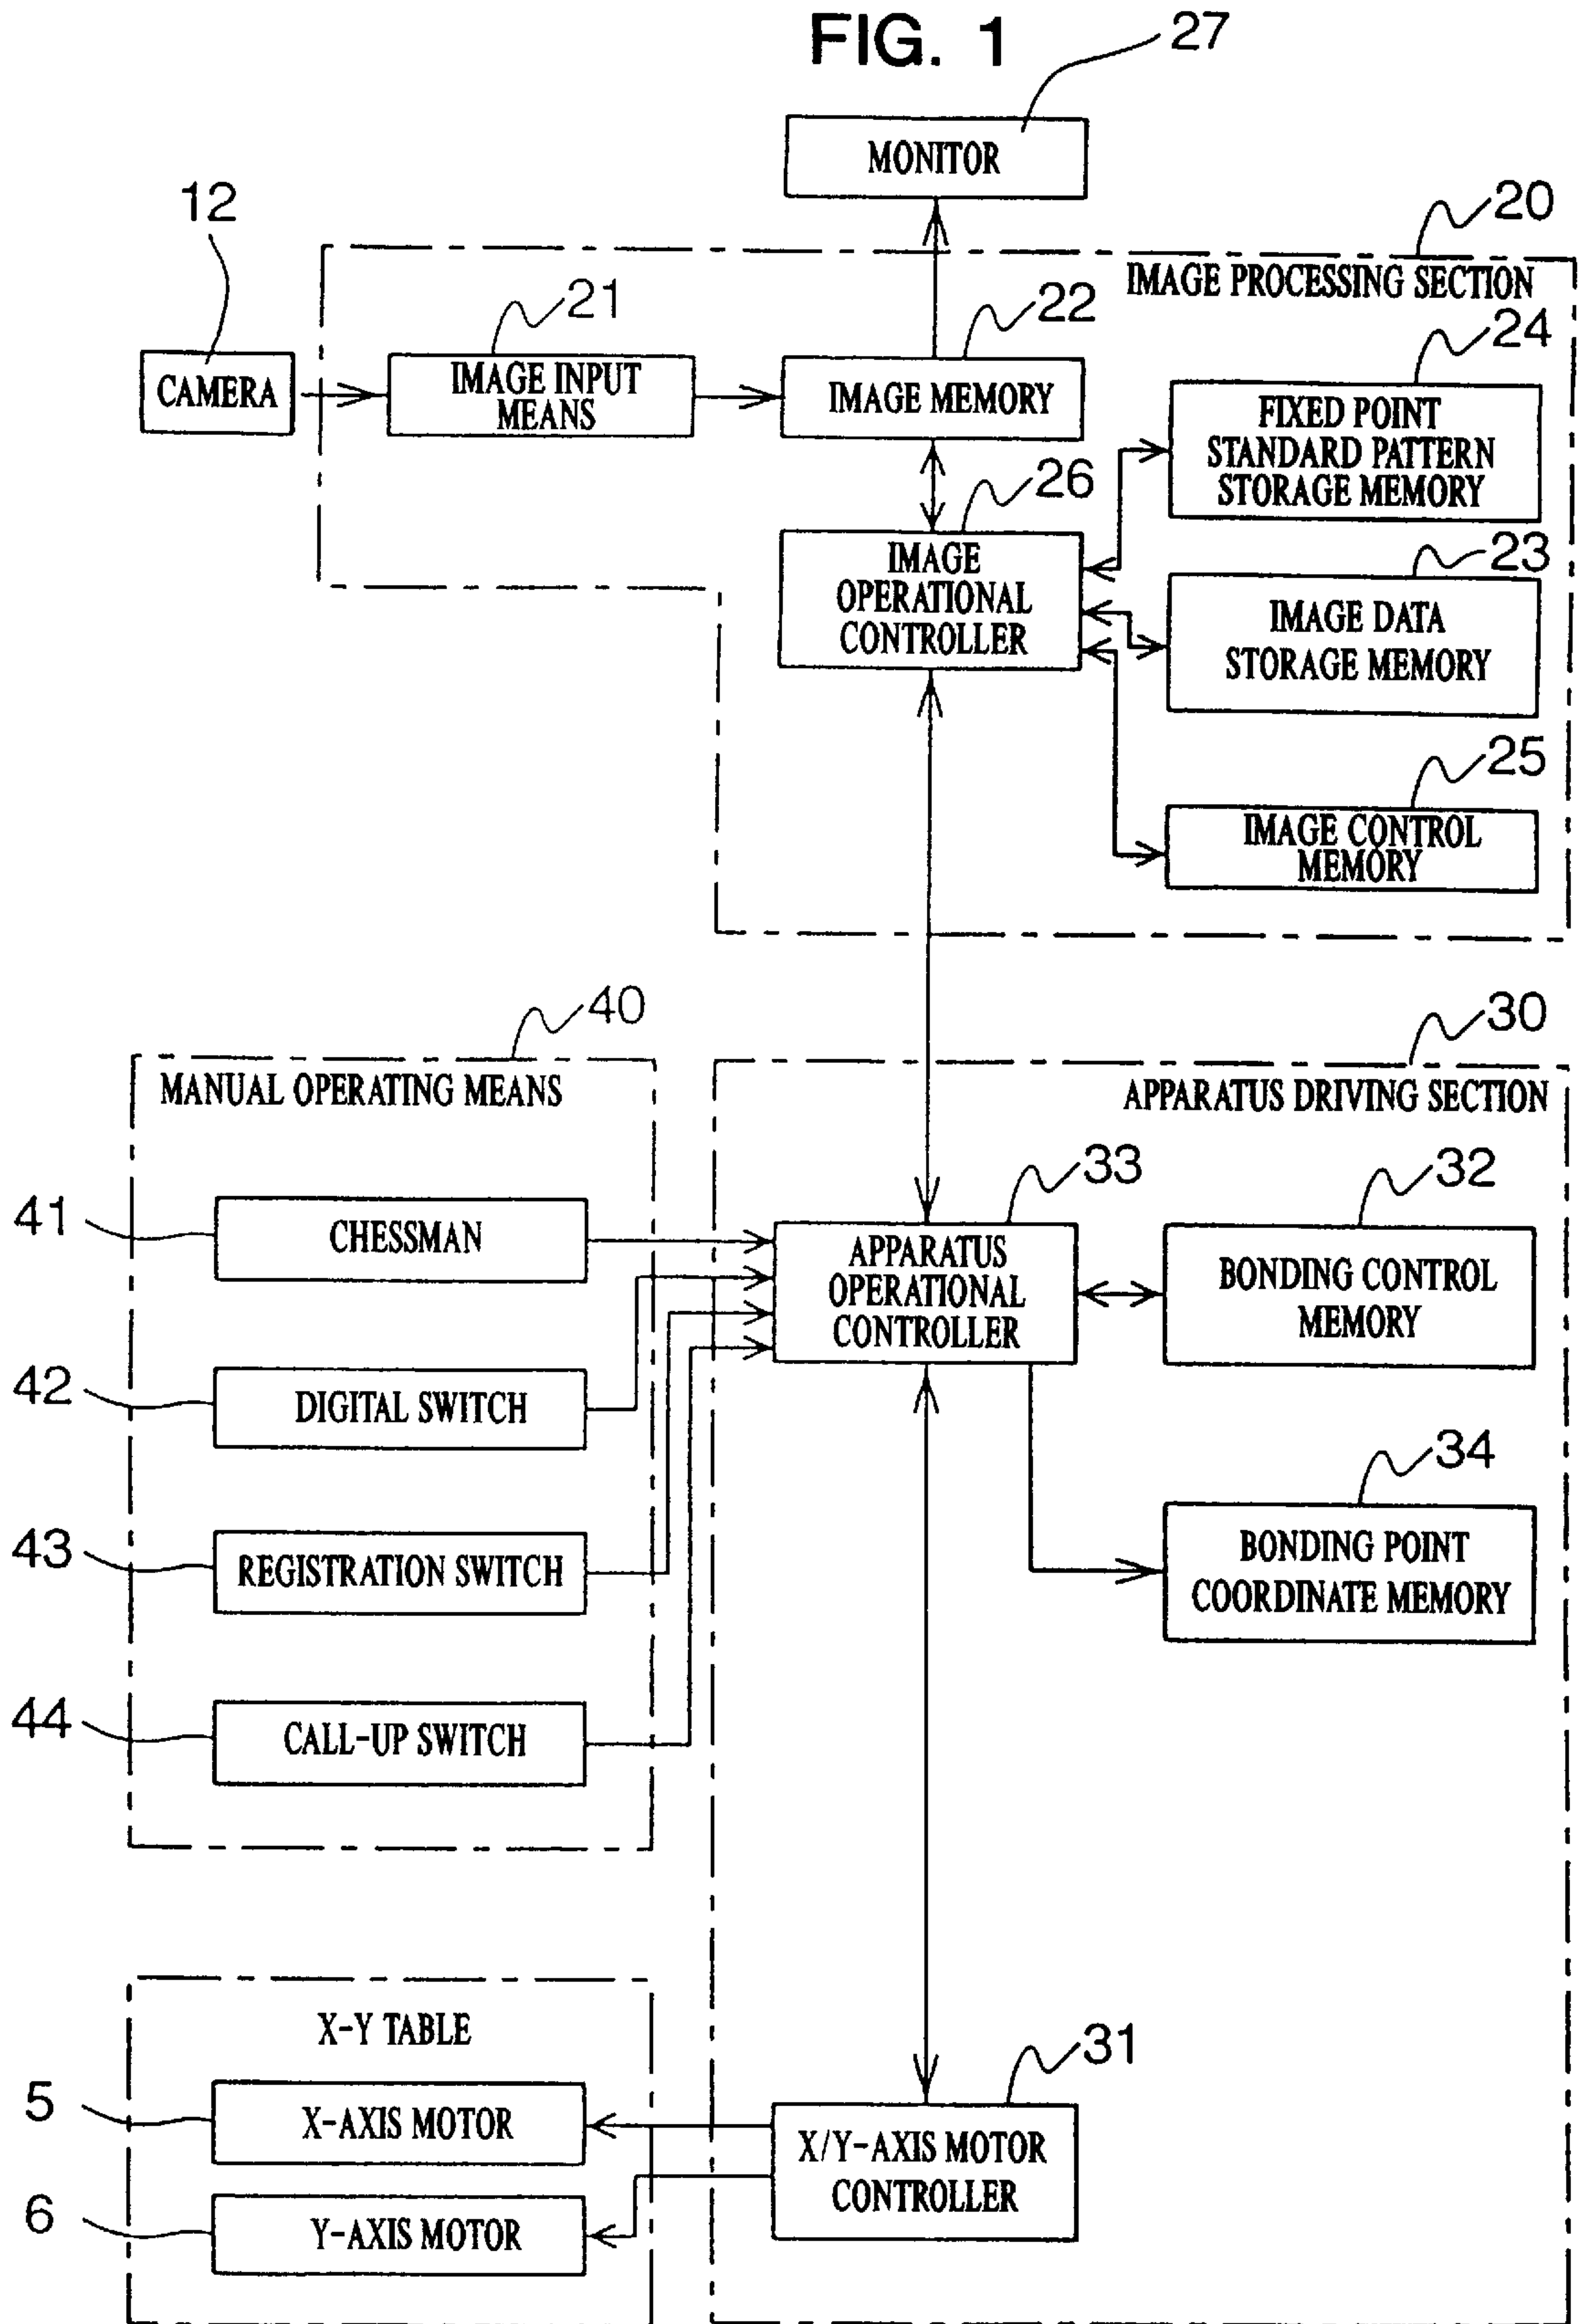 FIG. 1
27
MONITOR
12
20
IMAGE PROCESSING SECTION
21
22
24
CAMERA
IMAGE INPUT
MEANS
IMAGE MEMORY
FIXED POINT
STANDARD PATTERN
STORAGE MEMORY
26
23
IMAGE
OPERATIONAL
CONTROLLER
IMAGE DATA
STORAGE MEMORY
25
IMAGE CONTROL
MEMORY
40
30
MANUAL OPERATING MEANS
APPARATUS DRIVING SECTION
33
32
41
CHESSMAN
APPARATUS
OPERATIONAL
CONTROLLER
BONDING CONTROL
MEMORY
42
DIGITAL SWITCH
34
43
REGISTRATION SWITCH
BONDING POINT
COORDINATE MEMORY
44
CALL-UP SWITCH
X-Y TABLE
31
5
X-AXIS MOTOR
X/Y-AXIS MOTOR
CONTROLLER
6
Y-AXIS MOTOR